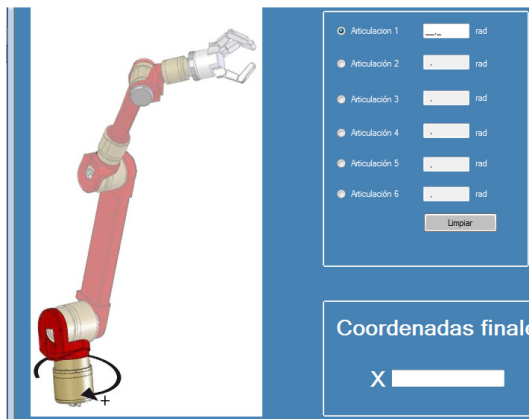 Articulacion 1 __._ rad
Articulación 2 . rad
Articulación 3 . rad
Articulación 4 . rad
Articulación 5 . rad
Articulación 6 . rad
Limpiar
+
Coordenadas finale
X